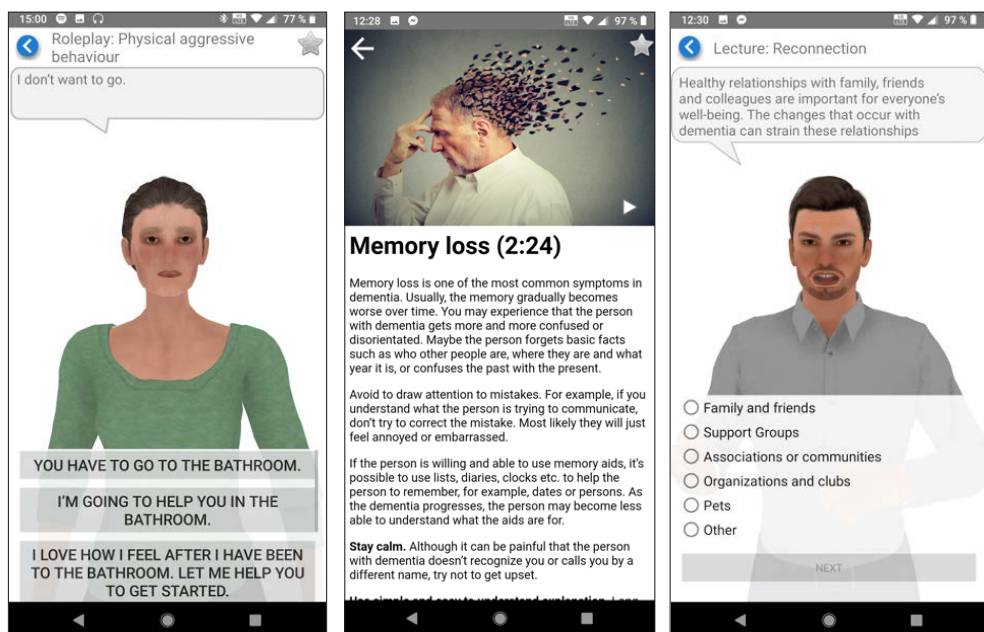 15:00
77 %
Roleplay: Physical aggressive
behaviour
I don't want to go.
YOU HAVE TO GO TO THE BATHROOM.
I'M GOING TO HELP YOU IN THE
BATHROOM.
I LOVE HOW I FEEL AFTER I HAVE BEEN
TO THE BATHROOM. LET ME HELP YOU
TO GET STARTED.
12:28
97 %
Memory loss (2:24)
Memory loss is one of the most common symptoms in
dementia. Usually, the memory gradually becomes
worse over time. You may experience that the person
with dementia gets more and more confused or
disorientated. Maybe the person forgets basic facts
such as who other people are, where they are and what
year it is, or confuses the past with the present.
Avoid to draw attention to mistakes. For example, if you
understand what the person is trying to communicate,
don't try to correct the mistake. Most likely they will just
feel annoyed or embarrassed.
If the person is willing and able to use memory aids, it's
possible to use lists, diaries, clocks etc. to help the
person to remember, for example, dates or persons. As
the dementia progresses, the person may become less
able to understand what the aids are for.
Stay calm. Although it can be painful that the person
with dementia doesn't recognize you or calls you by a
different name, try not to get upset.
Use simple and easy to understand explanation. Long
12:30
97 %
Lecture: Reconnection
Healthy relationships with family, friends
and colleagues are important for everyone's
well-being. The changes that occur with
dementia can strain these relationships
Family and friends
Support Groups
Associations or communities
Organizations and clubs
Pets
Other
NEXT